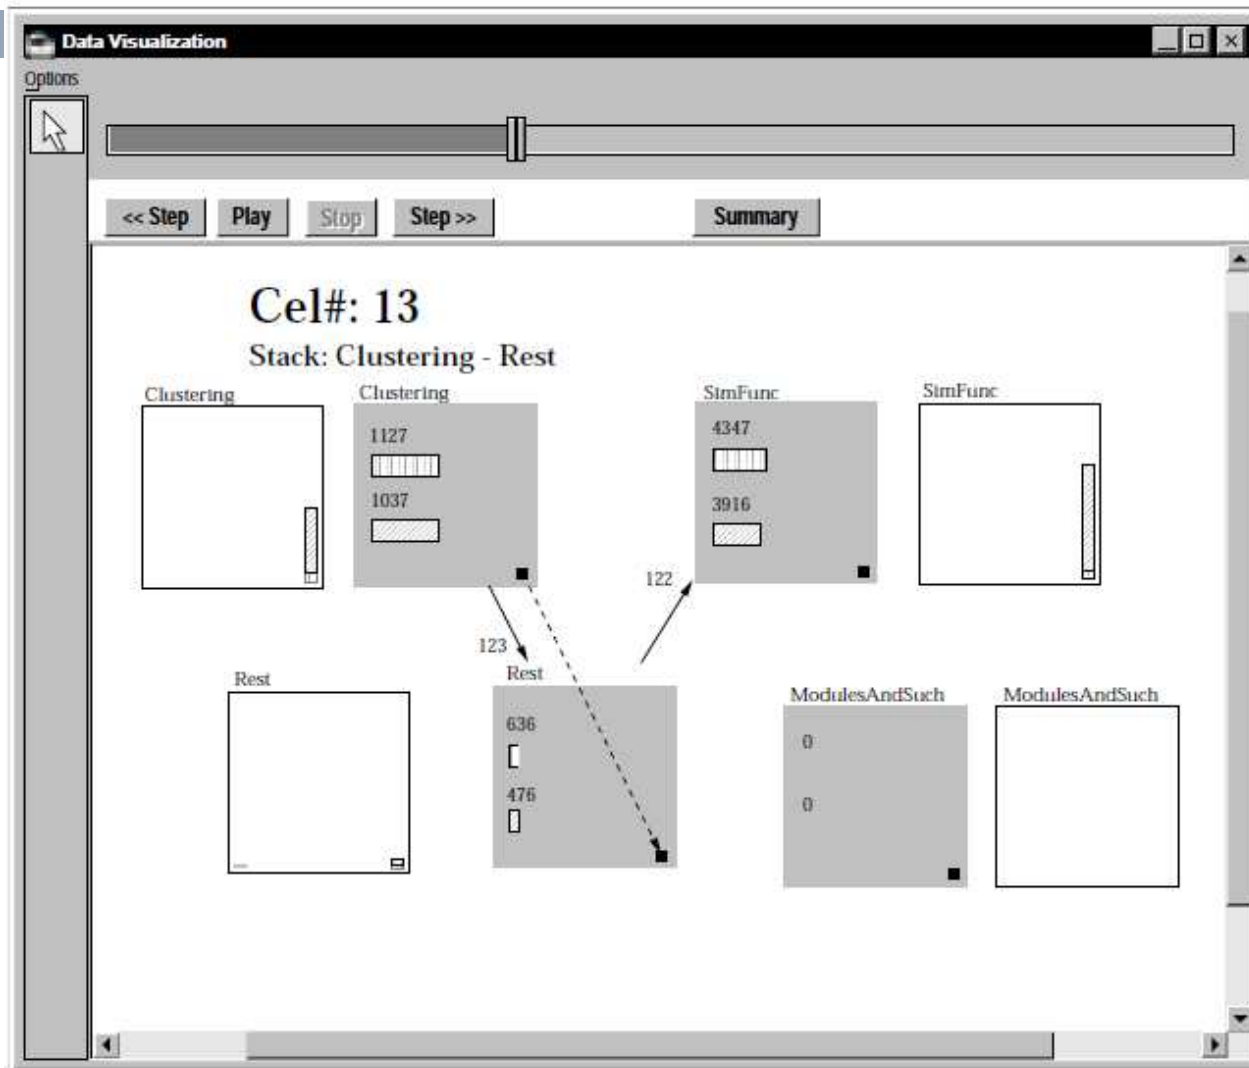 Data Visualization
Options
<< Step Play Stop Step >> Summary
Cel#: 13
Stack: Clustering - Rest
Clustering Clustering SimFunc SimFunc
1127 4347
1037 3916
122
123
Rest Rest ModulesAndSuch ModulesAndSuch
636 0
476 0